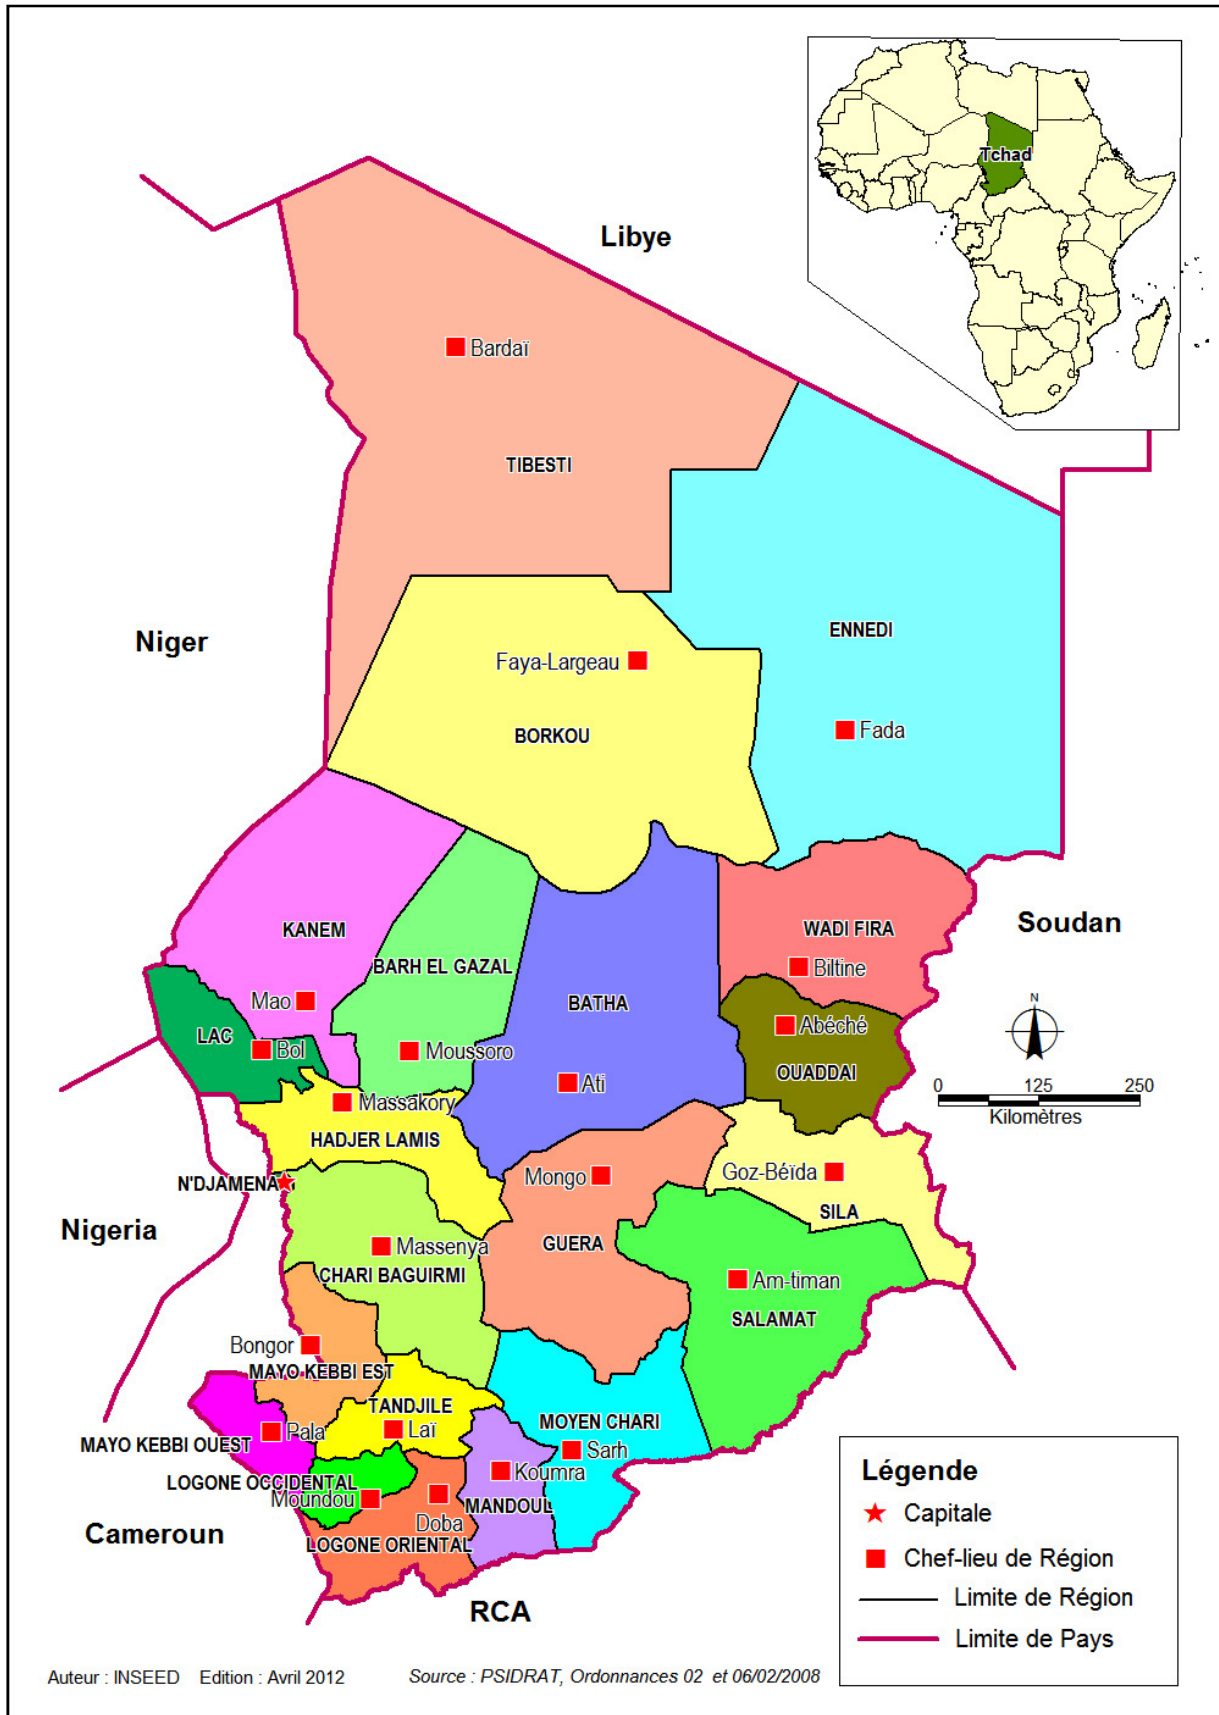 Tchad
Libye
Bardaï
TIBESTI
Niger
ENNEDI
Faya-Largeau
Fada
BORKOU
KANEM
WADI FIRA
Soudan
BARH EL GAZAL
Biltine
Mao
BATHA
N
Abéché
LAC
Bol
Moussoro
OUADDAI
Ati
0 125 250
Kilomètres
Massakory
HADJER LAMIS
Mongo
Goz-Béïda
N'DJAMENA
SILA
Nigeria
GUERA
Massenya
CHARI BAGUIRMI
Am-timan
SALAMAT
Bongor
MAYO KEBBI EST
TANDJILE
MOYEN CHARI
Laï
Pala
MAYO KEBBI OUEST
Sarh
Koumra
LOGONE OCCIDENTAL
Moundou
MANDOUL
Doba
Cameroun
LOGONE ORIENTAL
RCA
Légende
Capitale
Chef-lieu de Région
Limite de Région
Limite de Pays
Auteur : INSEED Edition : Avril 2012 Source : PSIDRAT, Ordonnances 02 et 06/02/2008